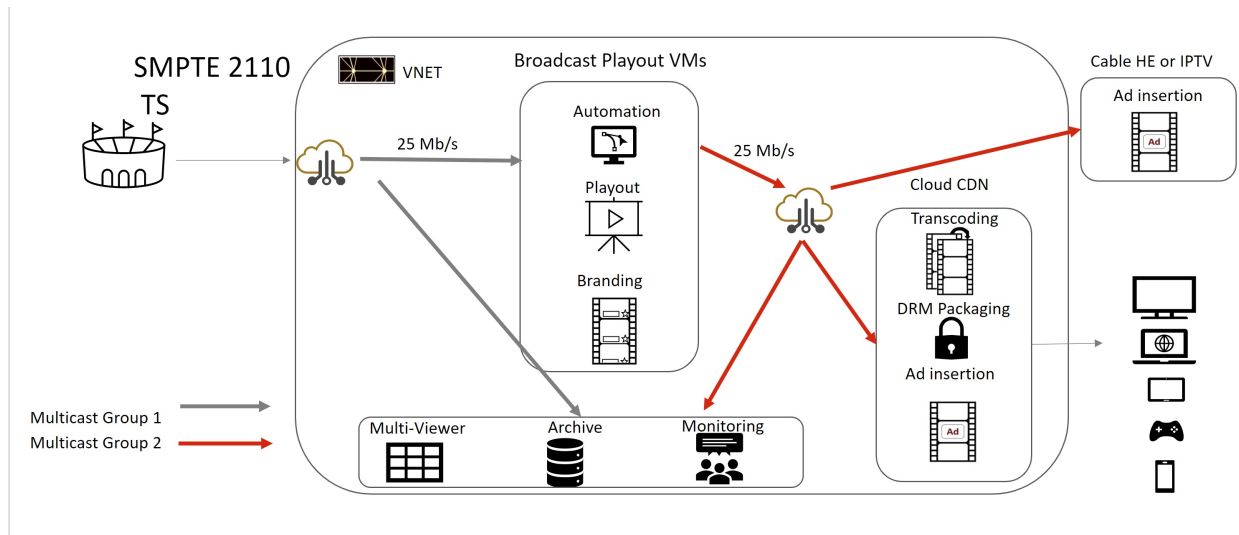 SMPTE 2110
TS
VNET
Broadcast Playout VMs
Automation
Playout
Branding
25 Mb/s
25 Mb/s
Cable HE or IPTV
Ad insertion
Ad
Cloud CDN
Transcoding
DRM Packaging
Ad insertion
Ad
Multicast Group 1
Multicast Group 2
Multi-Viewer
Archive
Monitoring